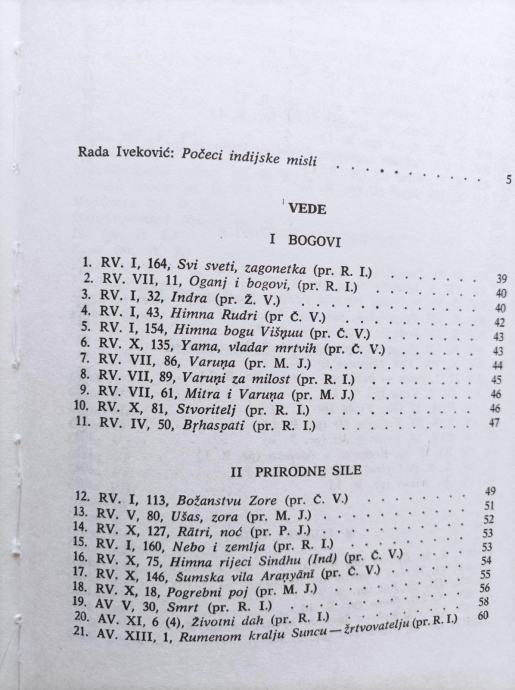 Rada Iveković: Počeci indijske misli . . . . . . . . . . . 5
VEDE
I BOGOVI
1. RV. I, 164, Svi sveti, zagonetka (pr. R. I.) . . . . . . . 39
2. RV. VII, 11, Oganj i bogovi, (pr. R. I.) . . . . . . . 40
3. RV. I, 32, Indra (pr. Ž. V.) . . . . . . . . . . 40
4. RV. I, 43, Himna Rudri (pr Č. V.) . . . . . . . . 42
5. RV. I, 154, Himna bogu Višņuu (pr. Č. V.) . . . . . . 43
6. RV. X, 135, Yama, vladar mrtvih (pr. Č. V.) . . . . . . 43
7. RV. VII, 86, Varuṇa (pr. M. J.) . . . . . . . . . 44
8. RV. VII, 89, Varuṇi za milost (pr. R. I.) . . . . . . . 45
9. RV. VII, 61, Mitra i Varuṇa (pr. M. J.) . . . . . . . 46
10. RV. X, 81, Stvoritelj (pr. R. I.) . . . . . . . . . 46
11. RV. IV, 50, Bṛhaspati (pr. R. I.) . . . . . . . . . 47
II PRIRODNE SILE
12. RV. I, 113, Božanstvu Zore (pr. Č. V.) . . . . . . . 49
13. RV. V, 80, Ušas, zora (pr. M. J.) . . . . . . . . . 51
14. RV. X, 127, Rātri, noć (pr. P. J.) . . . . . . . . . 52
15. RV. I, 160, Nebo i zemlja (pr. R. I.) . . . . . . . . 53
16. RV. X, 75, Himna rijeci Sindhu (Ind) (pr. Č. V.) . . . . . 53
17. RV. X, 146, Šumska vila Araṇyānī (pr. Č. V.) . . . . . . 54
18. RV. X, 18, Pogrebni poj (pr. M. J.) . . . . . . . . 55
19. AV V, 30, Smrt (pr. R. I.) . . . . . . . . . . 56
20. AV. XI, 6 (4), Životni dah (pr. R. I.) . . . . . . . . 58
21. AV. XIII, 1, Rumenom kralju Suncu — žrtvovatelju (pr. R. I.) 60